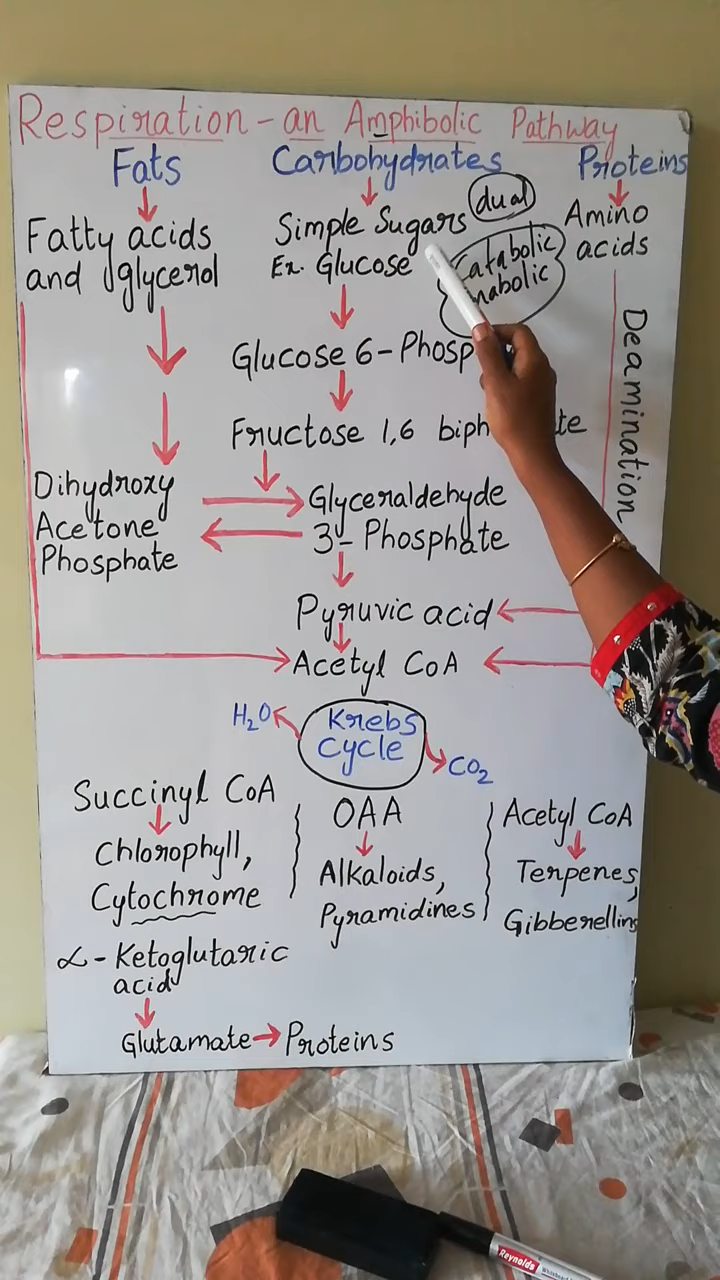 Respiration - an Amphibolic Pathway
Fats
Carbohydrates
Proteins
Fatty acids
and glycerol
Simple Sugars
Ex. Glucose
dual
Amino
acids
Deamination
Glucose 6-Phosp
Fructose 1,6 biph
te
Dihydroxy
Acetone
Phosphate
Glyceraldehyde
3-Phosphate
Pyruvic acid
Acetyl CoA
Krebs
Cycle
H2O
CO2
Succinyl CoA
Chlorophyll,
Cytochrome
OAA
Alkaloids,
Pyramidines
Acetyl CoA
Terpenes,
Gibberellins
α-Ketoglutaric
acid
Glutamate → Proteins
Reynolds